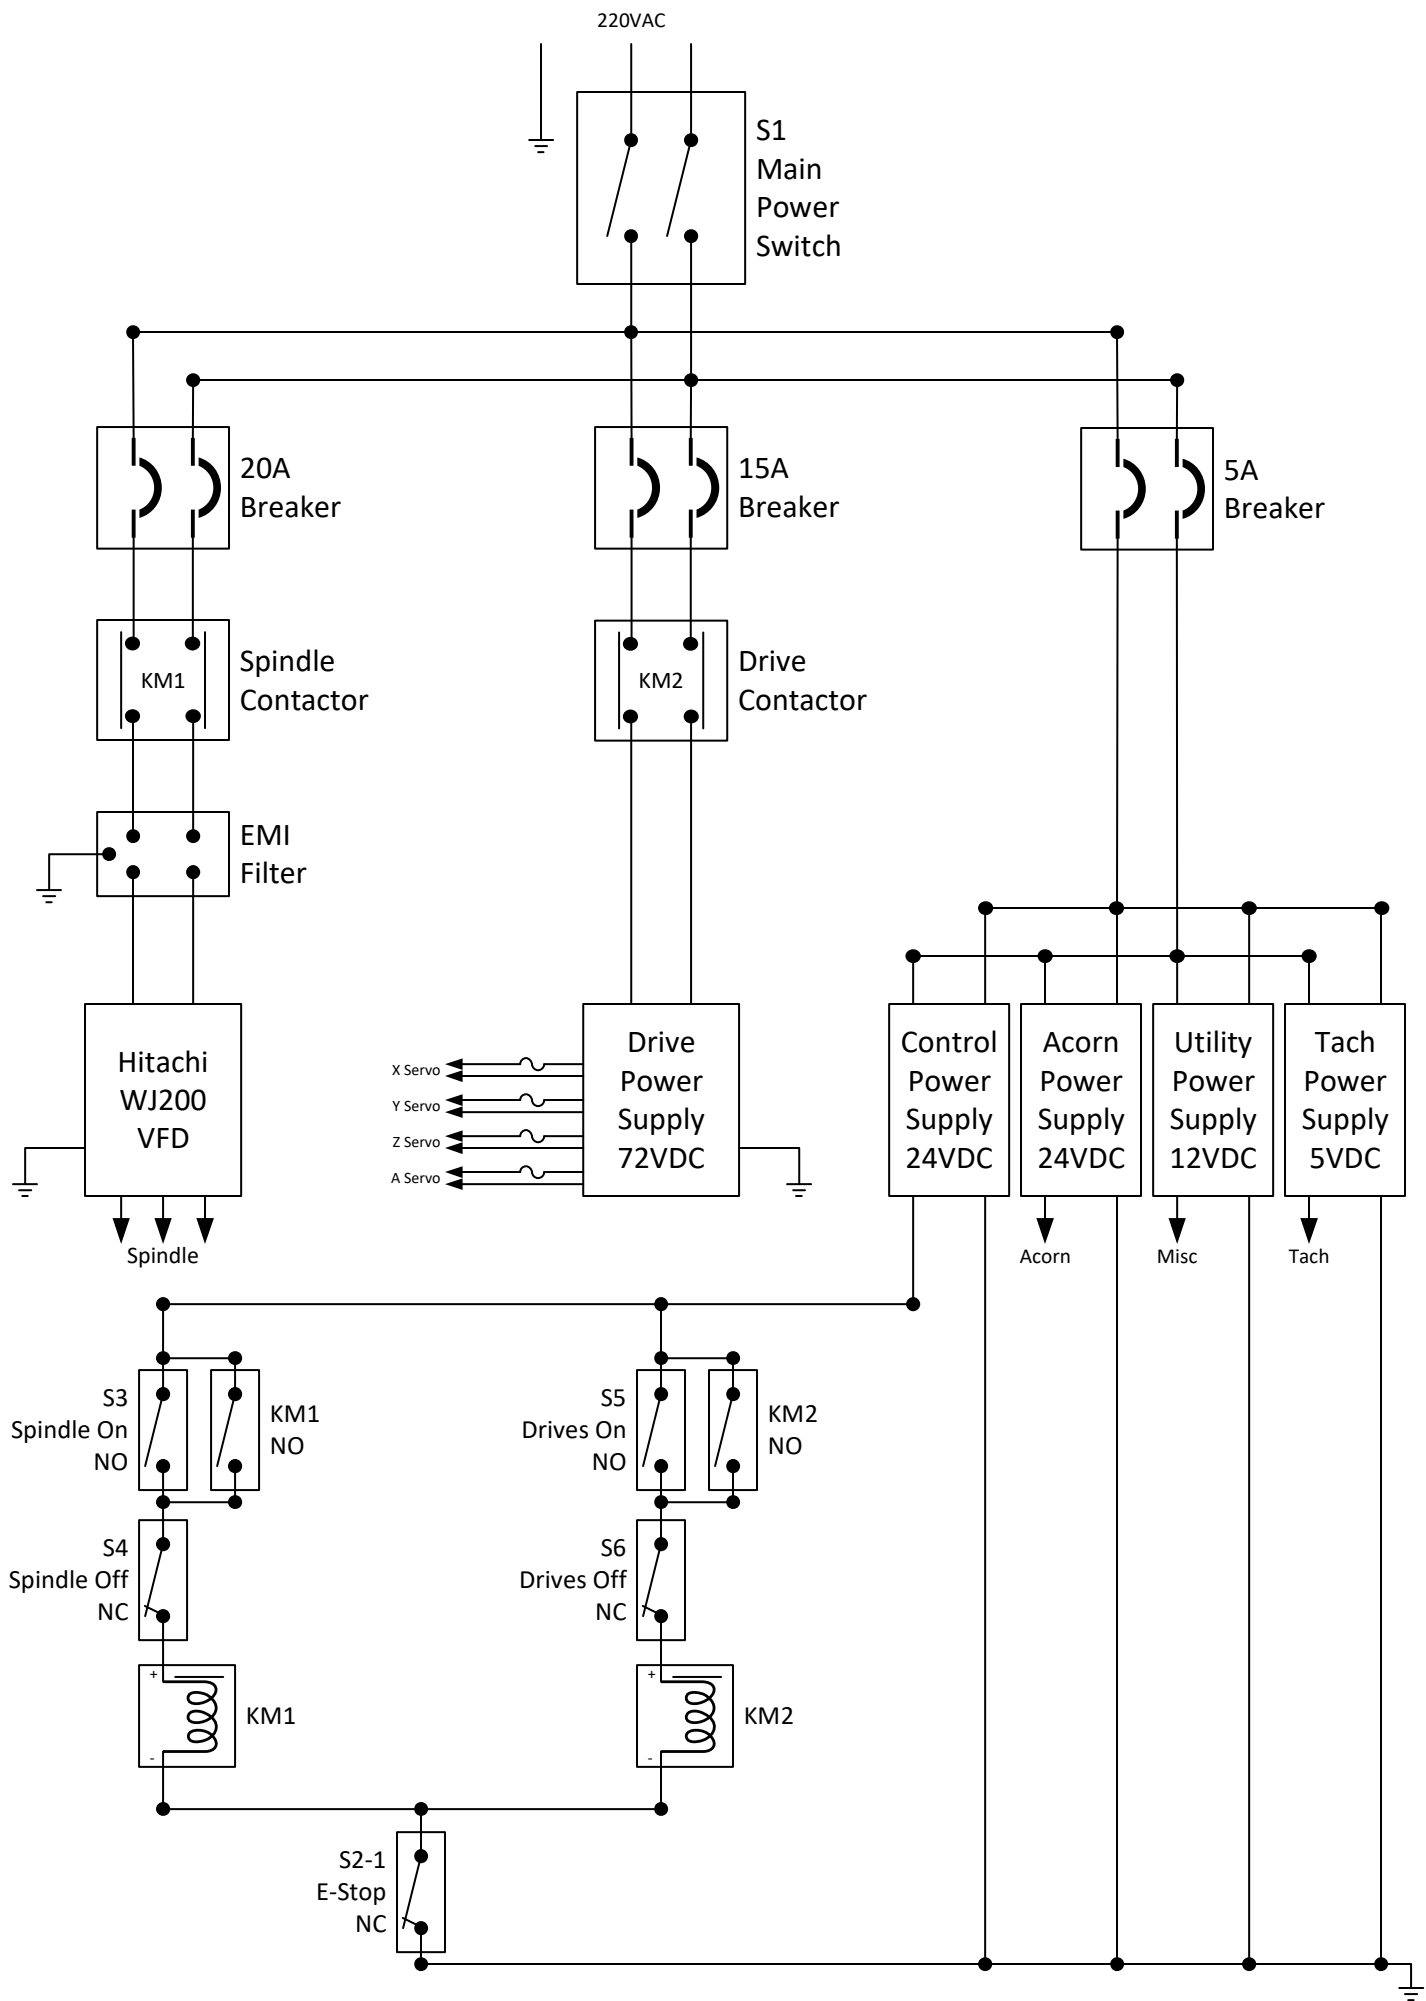 220VAC
S1
Main
Power
Switch
20A
Breaker
15A
Breaker
5A
Breaker
KM1
Spindle
Contactor
KM2
Drive
Contactor
EMI
Filter
Hitachi
WJ200
VFD
Spindle
X Servo
Y Servo
Z Servo
A Servo
Drive
Power
Supply
72VDC
Control
Power
Supply
24VDC
Acorn
Power
Supply
24VDC
Utility
Power
Supply
12VDC
Tach
Power
Supply
5VDC
Acorn
Misc
Tach
S3
Spindle On
NO
KM1
NO
S5
Drives On
NO
KM2
NO
S4
Spindle Off
NC
S6
Drives Off
NC
+
-
KM1
+
-
KM2
S2-1
E-Stop
NC